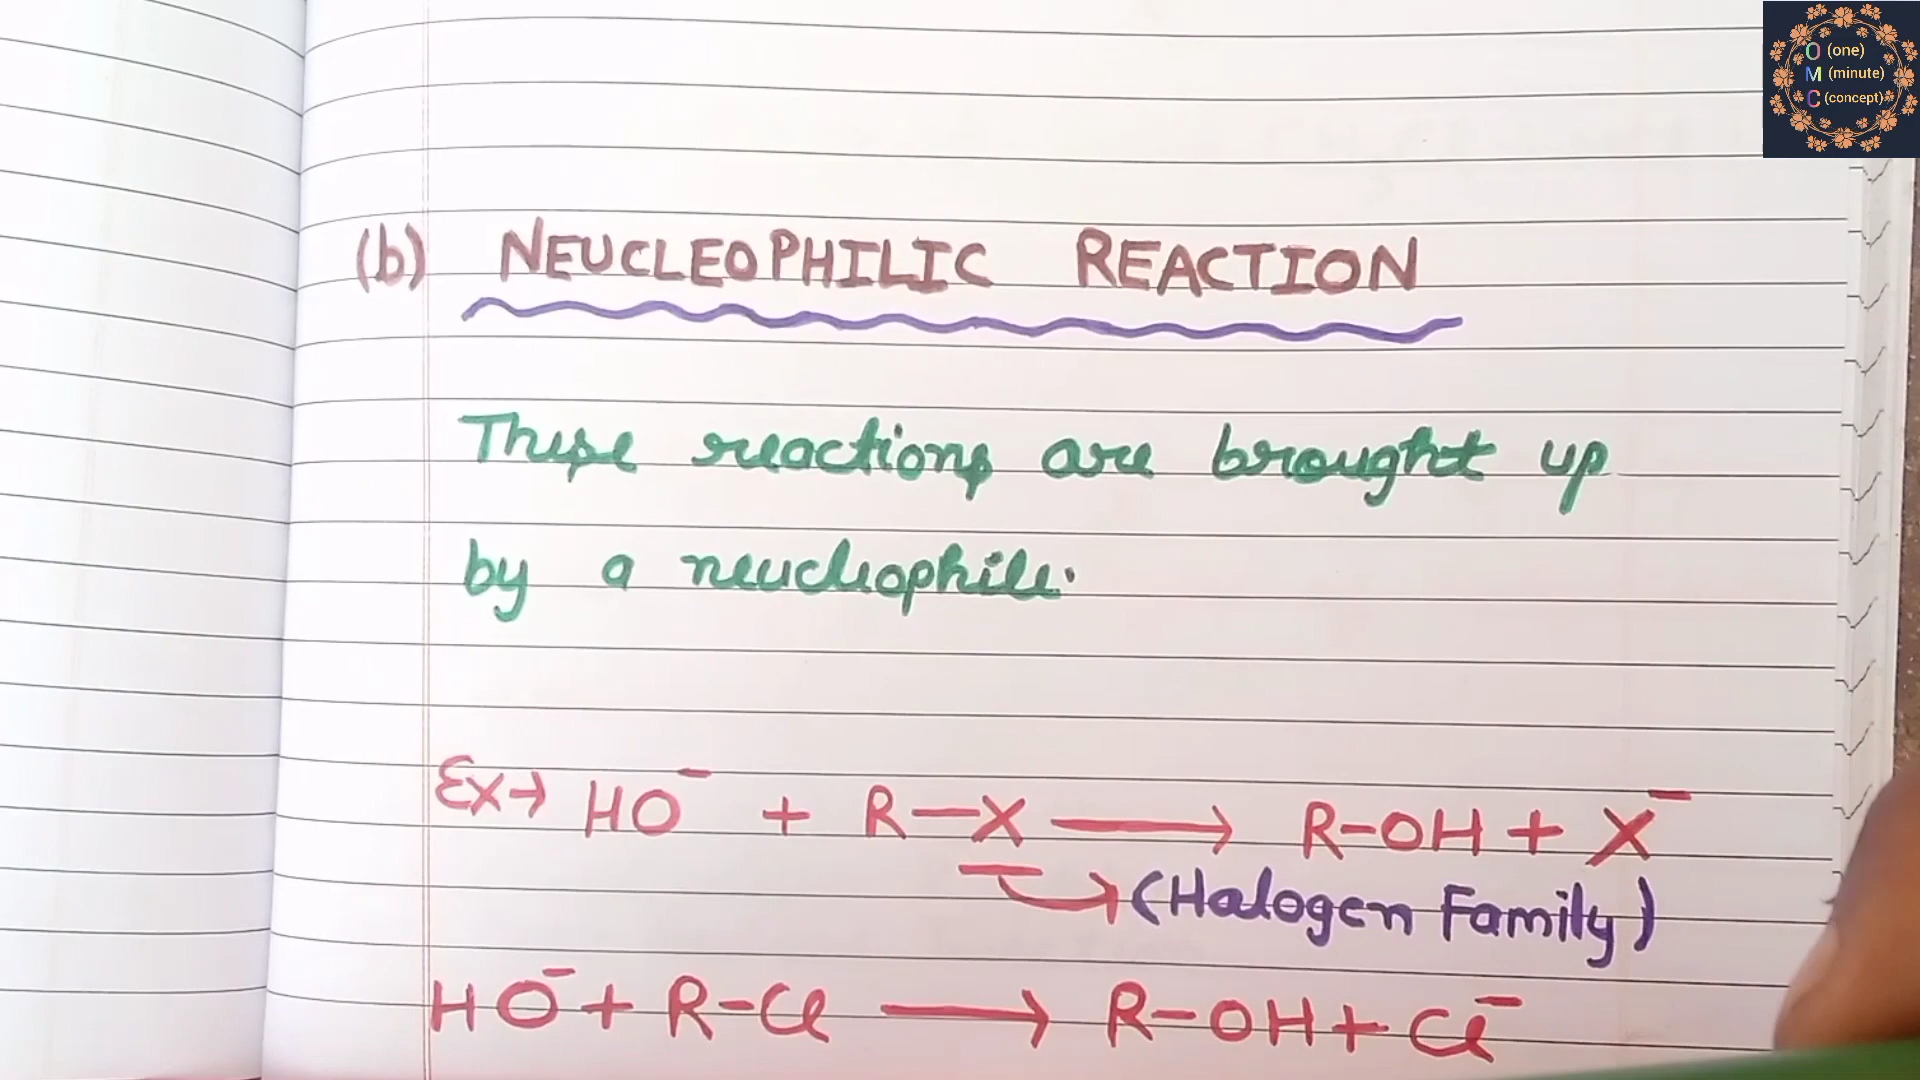 O (one)
M (minute)
C (concept)
(b) NEUCLEOPHILIC REACTION
These reactions are brought up
by a neucleophile.
Ex→ HO⁻ + R—X ⟶ R-OH + X⁻
(Halogen Family)
HO⁻ + R-Cl ⟶ R-OH + Cl⁻